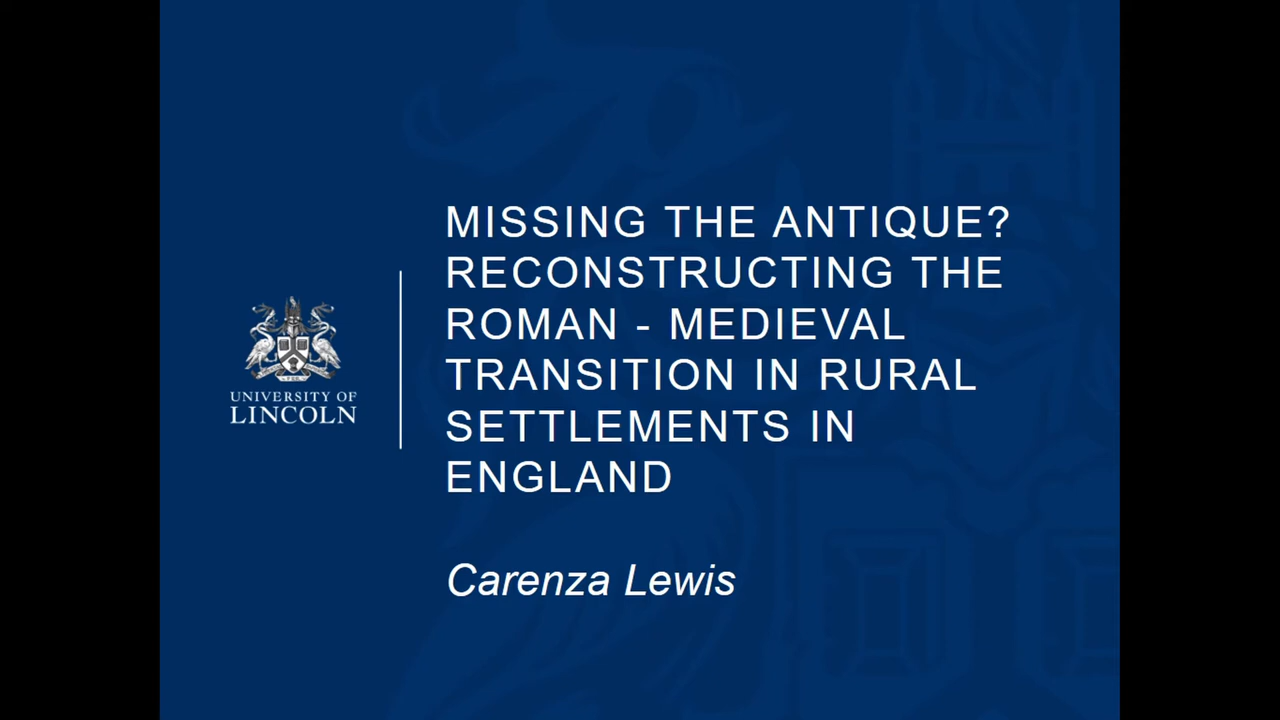 MISSING THE ANTIQUE?
RECONSTRUCTING THE
ROMAN - MEDIEVAL
TRANSITION IN RURAL
SETTLEMENTS IN
ENGLAND
Carenza Lewis
UNIVERSITY OF
LINCOLN